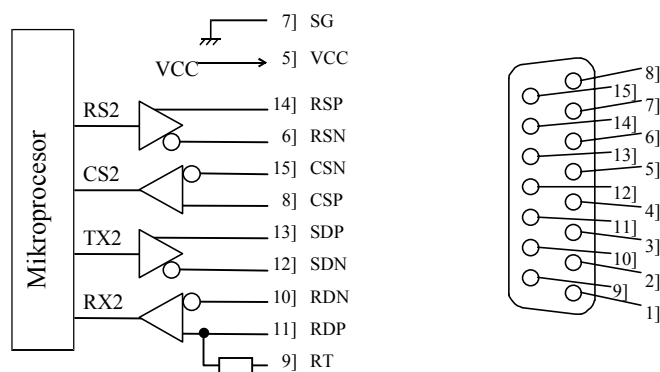 7] SG
VCC 5] VCC
RS2 14] RSP
6] RSN
CS2 15] CSN
8] CSP
TX2 13] SDP
12] SDN
RX2 10] RDN
11] RDP
9] RT
Mikroprocesor
8]
15]
7]
14]
6]
13]
5]
12]
4]
11]
3]
10]
2]
9]
1]